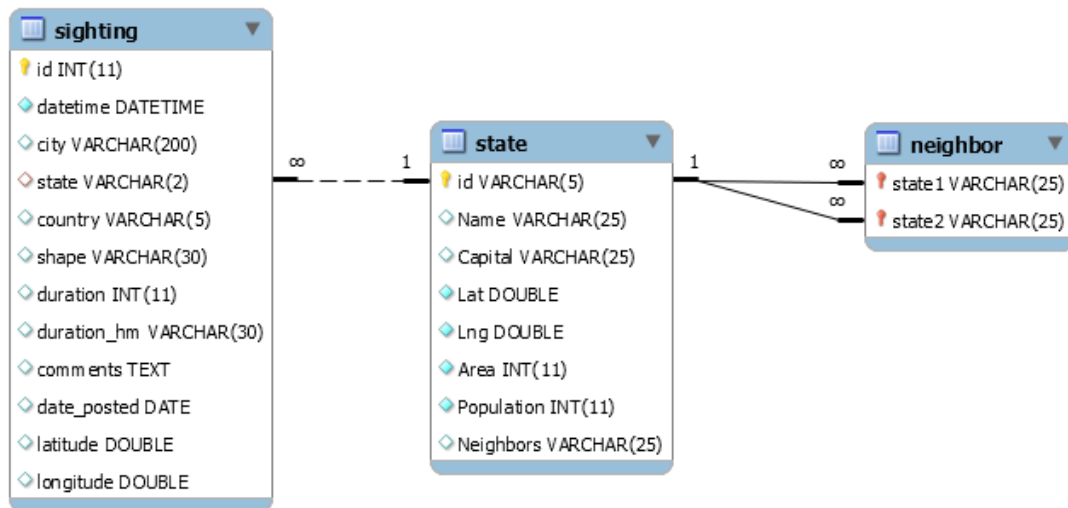 sighting
id INT(11)
datetime DATETIME
city VARCHAR(200)
state VARCHAR(2)
country VARCHAR(5)
shape VARCHAR(30)
duration INT(11)
duration_hm VARCHAR(30)
comments TEXT
date_posted DATE
latitude DOUBLE
longitude DOUBLE
∞
1
state
id VARCHAR(5)
Name VARCHAR(25)
Capital VARCHAR(25)
Lat DOUBLE
Lng DOUBLE
Area INT(11)
Population INT(11)
Neighbors VARCHAR(25)
1
∞
∞
neighbor
state1 VARCHAR(25)
state2 VARCHAR(25)